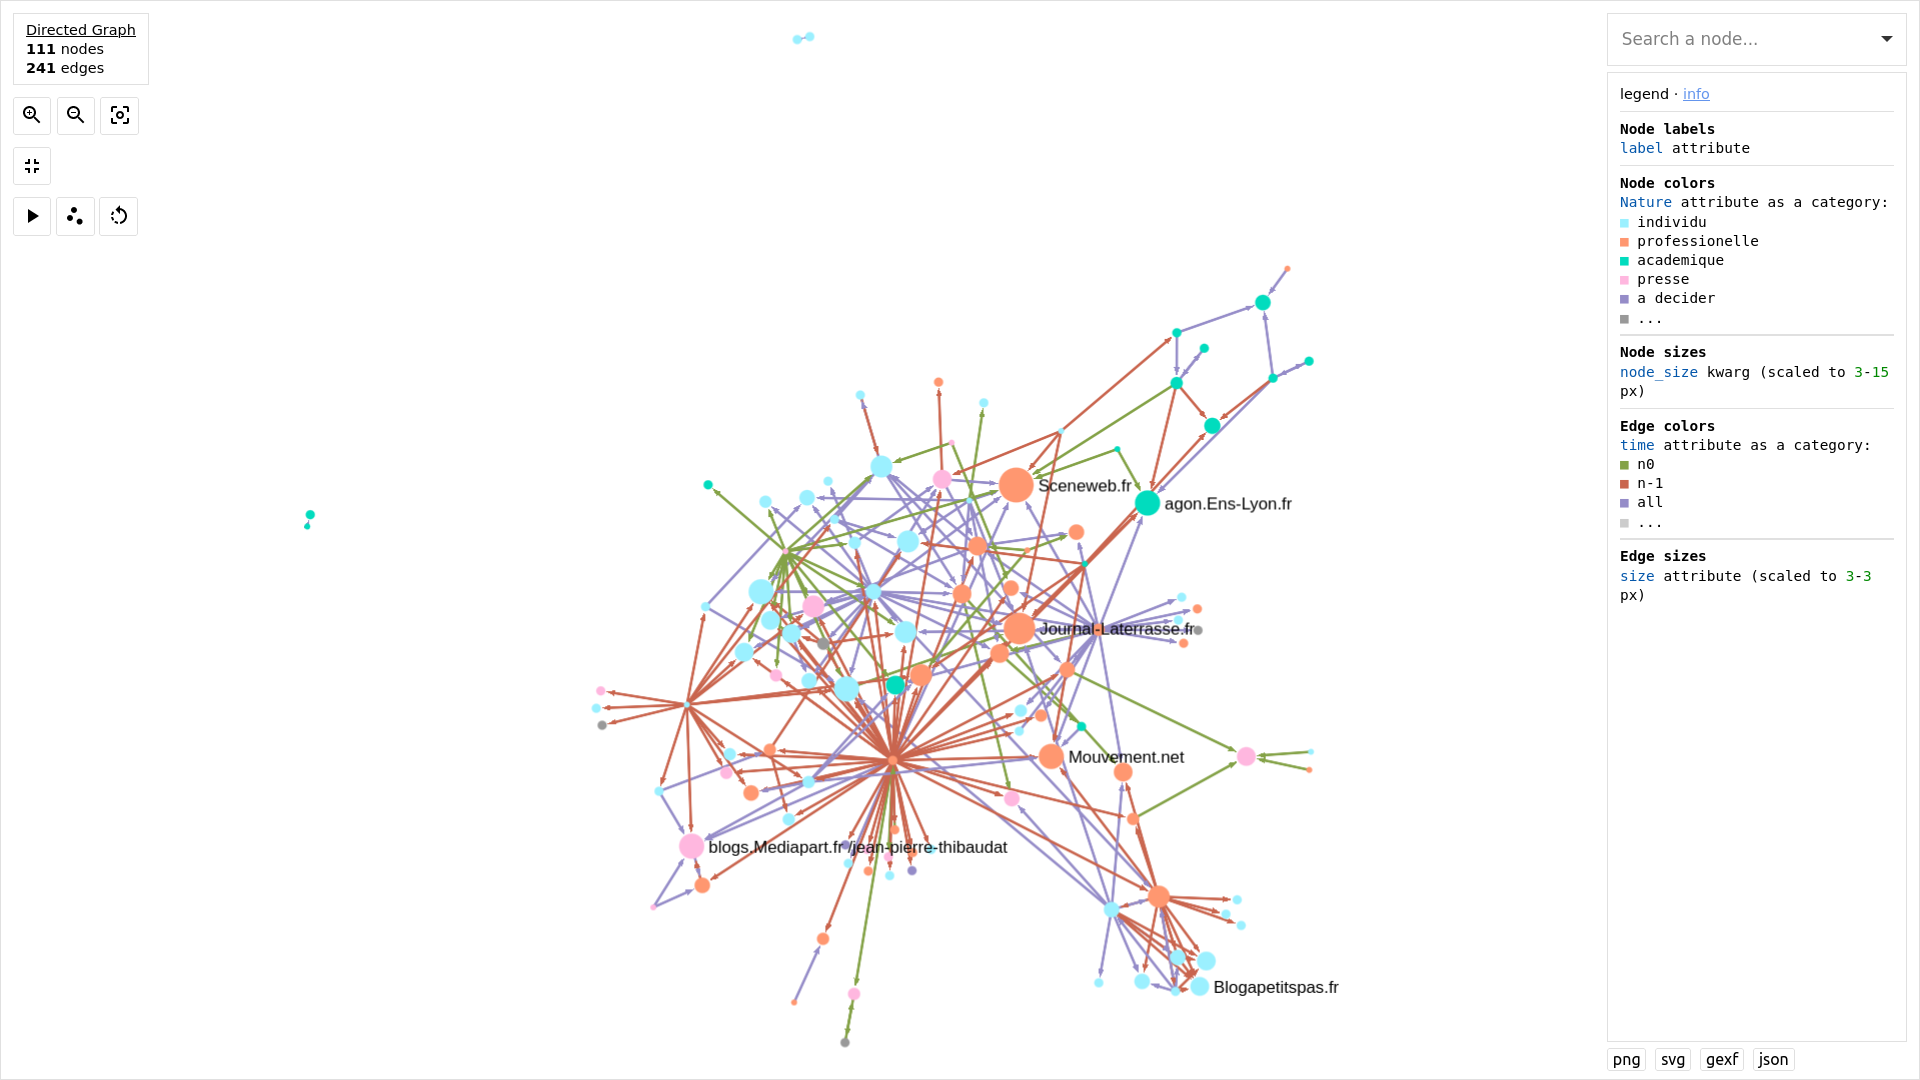 Directed Graph
111 nodes
241 edges
Search a node...
legend · info
Node labels
label attribute
Node colors
Nature attribute as a category:
individu
professionelle
academique
presse
a decider
...
Node sizes
node_size kwarg (scaled to 3-15
px)
Edge colors
time attribute as a category:
n0
n-1
all
...
Edge sizes
size attribute (scaled to 3-3
px)
Sceneweb.fr
agon.Ens-Lyon.fr
Journal-Laterrasse.fr
Mouvement.net
blogs.Mediapart.fr/jean-pierre-thibaudat
Blogapetitspas.fr
png svg gexf json